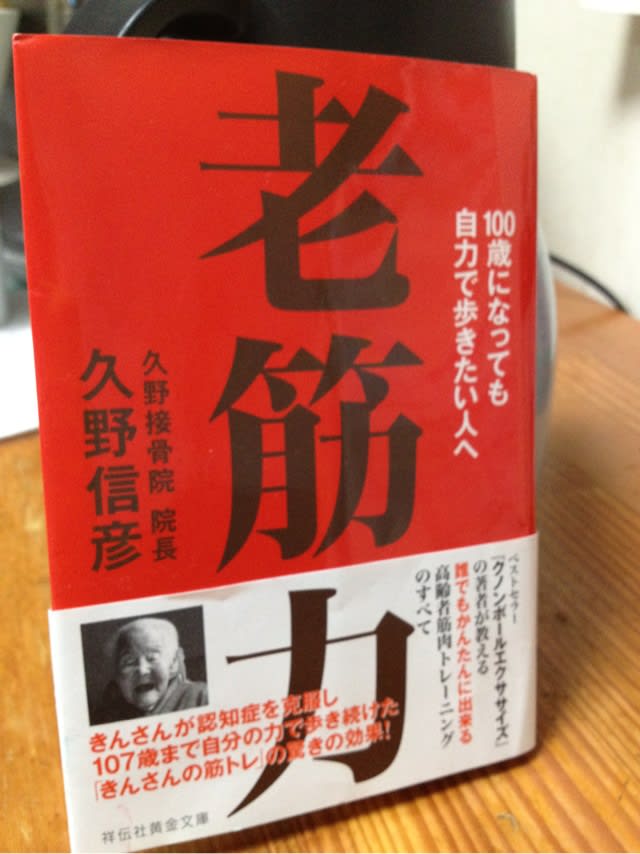 100歳になっても
自力で歩きたい人へ
老筋力
久野接骨院 院長
久野信彦
ベストセラー
『クノンボールエクササイズ』
の著者が教える
誰でもかんたんに出来る
高齢者筋肉トレーニング
のすべて
きんさんが認知症を克服し
107歳まで自分の力で歩き続けた
「きんさんの筋トレ」の驚きの効果!
祥伝社黄金文庫